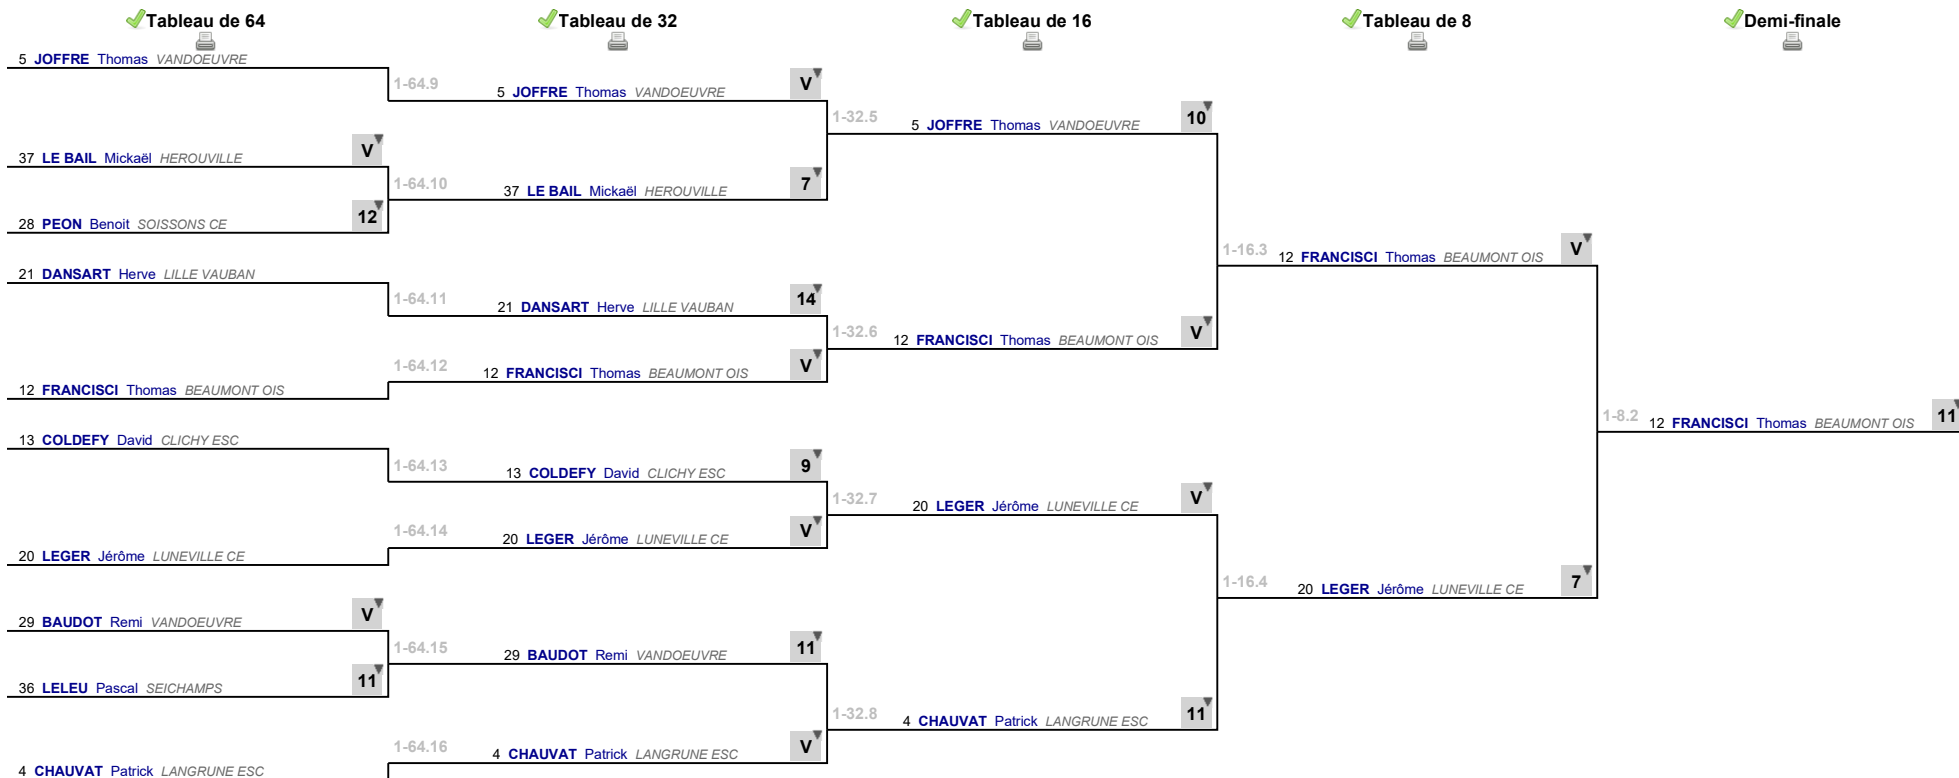 Tableau de 64
Tableau de 32
Tableau de 16
Tableau de 8
Demi-finale
5 JOFFRE Thomas VANDOEUVRE
1-64.9
5 JOFFRE Thomas VANDOEUVRE
V
1-32.5
5 JOFFRE Thomas VANDOEUVRE
10
37 LE BAIL Mickaël HEROUVILLE
V
1-64.10
37 LE BAIL Mickaël HEROUVILLE
7
28 PEON Benoit SOISSONS CE
12
1-16.3
12 FRANCISCI Thomas BEAUMONT OIS
V
21 DANSART Herve LILLE VAUBAN
1-64.11
21 DANSART Herve LILLE VAUBAN
14
1-32.6
12 FRANCISCI Thomas BEAUMONT OIS
V
1-64.12
12 FRANCISCI Thomas BEAUMONT OIS
V
12 FRANCISCI Thomas BEAUMONT OIS
1-8.2
12 FRANCISCI Thomas BEAUMONT OIS
11
13 COLDEFY David CLICHY ESC
1-64.13
13 COLDEFY David CLICHY ESC
9
1-32.7
20 LEGER Jérôme LUNEVILLE CE
V
1-64.14
20 LEGER Jérôme LUNEVILLE CE
V
20 LEGER Jérôme LUNEVILLE CE
1-16.4
20 LEGER Jérôme LUNEVILLE CE
7
29 BAUDOT Remi VANDOEUVRE
V
1-64.15
29 BAUDOT Remi VANDOEUVRE
11
36 LELEU Pascal SEICHAMPS
11
1-32.8
4 CHAUVAT Patrick LANGRUNE ESC
11
1-64.16
4 CHAUVAT Patrick LANGRUNE ESC
V
4 CHAUVAT Patrick LANGRUNE ESC